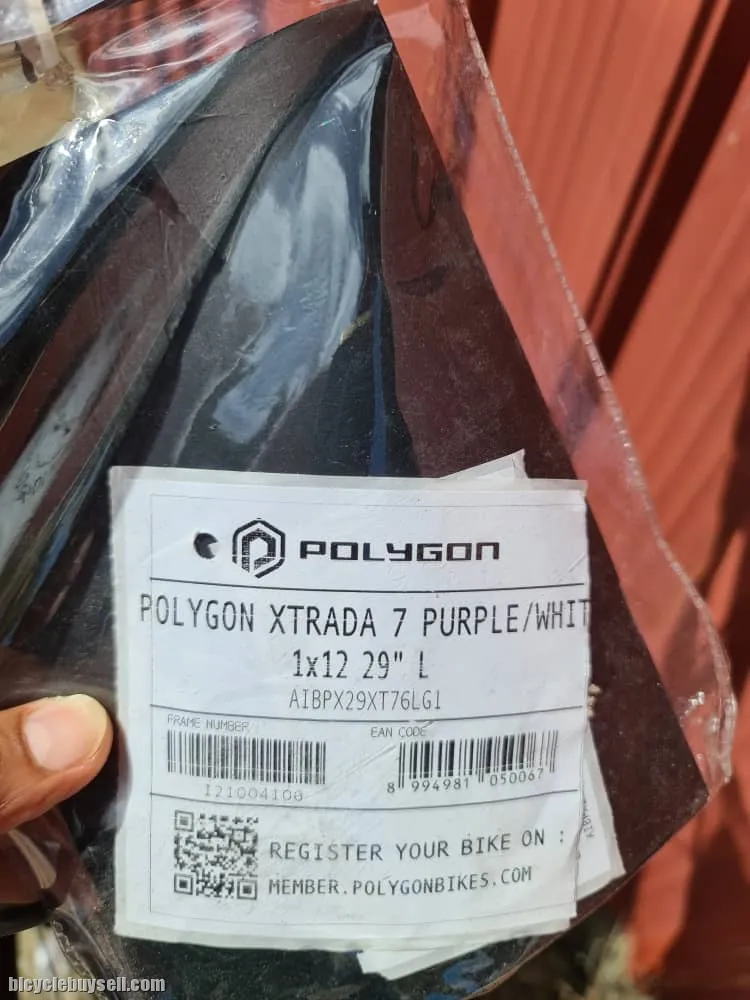 POLYGON
POLYGON XTRADA 7 PURPLE/WHIT
1x12 29" L
AIBPX29XT76LG1
FRAME NUMBER
EAN CODE
I21004100
8 994981 050067
REGISTER YOUR BIKE ON :
MEMBER.POLYGONBIKES.COM
bicyclebuysell.com